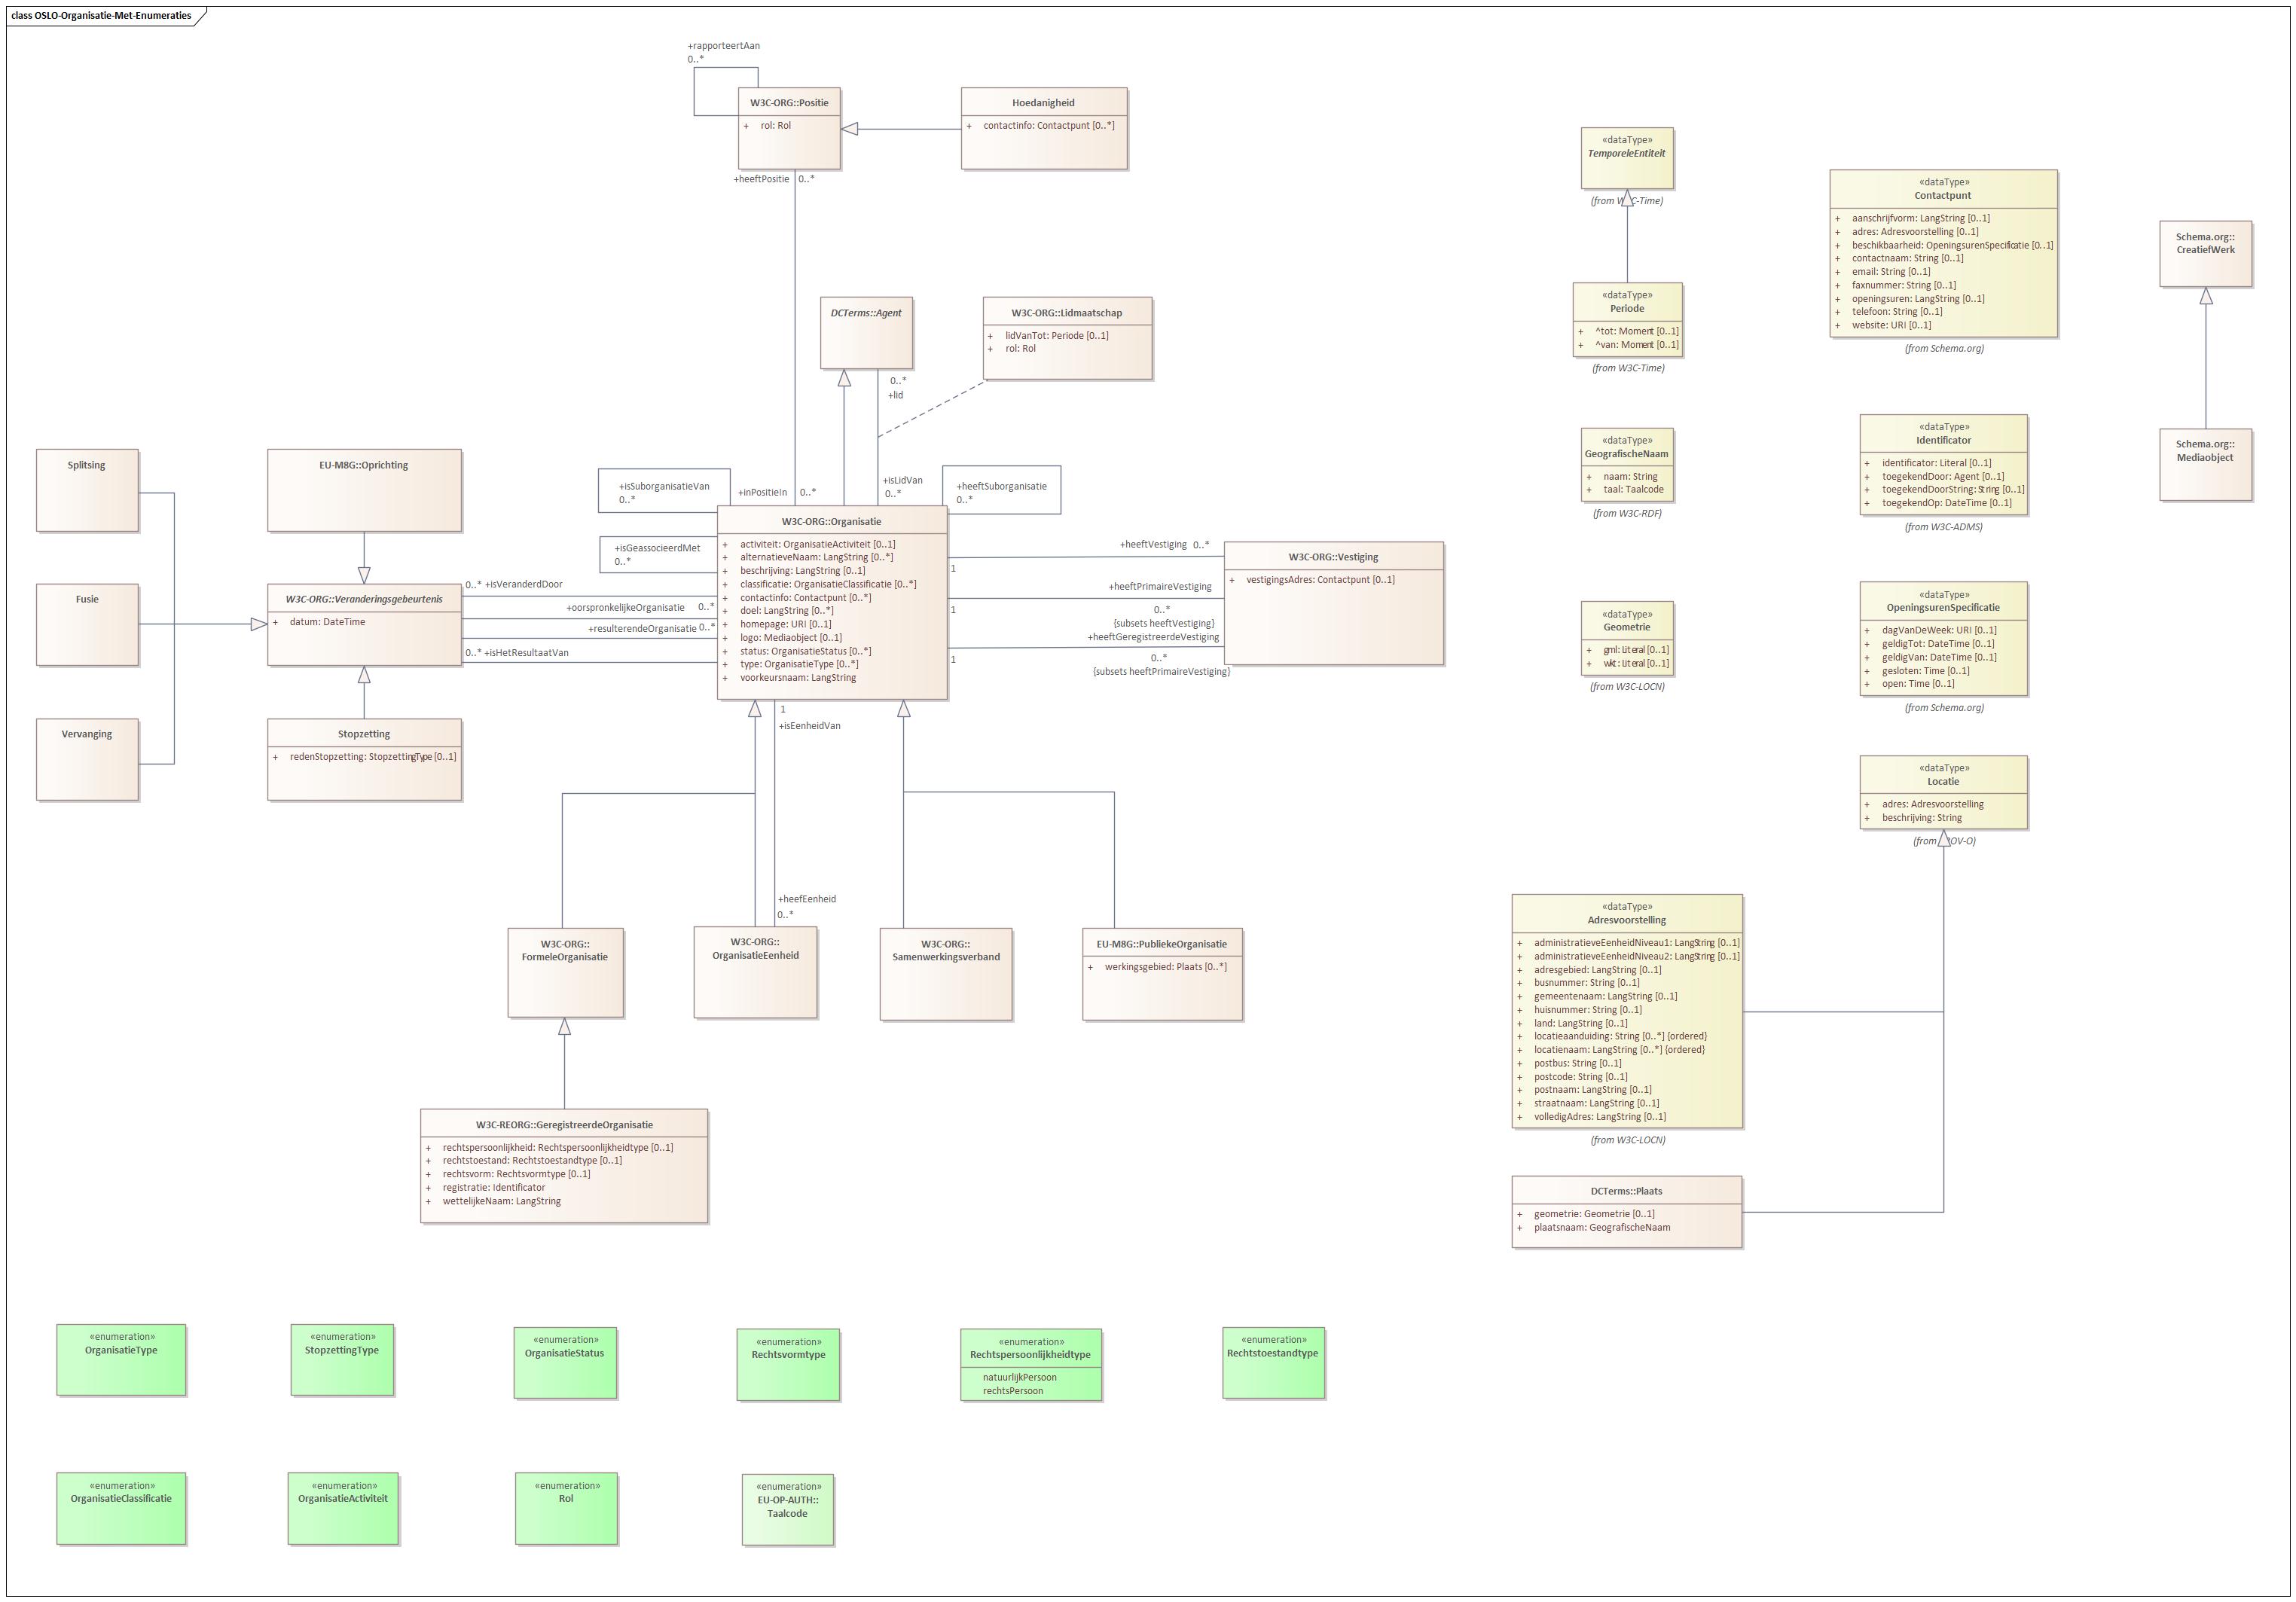 class OSLO-Organisatie-Met-Enumeraties
+rapporteertAan
0..*
W3C-ORG::Positie
+ rol: Rol
Hoedanigheid
+ contactinfo: Contactpunt [0..*]
+heeftPositie 0..*
DCTerms::Agent
0..*
+lid
W3C-ORG::Lidmaatschap
+ lidVanTot: Periode [0..1]
+ rol: Rol
+isSuborganisatieVan
0..*
+inPositieIn 0..*
+isLidVan
0..*
+heeftSuborganisatie
0..*
+isGeassocieerdMet
0..*
Splitsing
Fusie
Vervanging
EU-M8G::Oprichting
W3C-ORG::Veranderingsgebeurtenis
+ datum: DateTime
Stopzetting
+ redenStopzetting: StopzettingType [0..1]
0..* +isVeranderdDoor
+oorspronkelijkeOrganisatie 0..*
+resulterendeOrganisatie 0..*
0..* +isHetResultaatVan
W3C-ORG::Organisatie
+ activiteit: OrganisatieActiviteit [0..1]
+ alternatieveNaam: LangString [0..*]
+ beschrijving: LangString [0..1]
+ classificatie: OrganisatieClassificatie [0..*]
+ contactinfo: Contactpunt [0..*]
+ doel: LangString [0..*]
+ homepage: URI [0..1]
+ logo: Mediaobject [0..1]
+ status: OrganisatieStatus [0..*]
+ type: OrganisatieType [0..*]
+ voorkeursnaam: LangString
+heeftVestiging 0..*
1
+heeftPrimaireVestiging
1
0..*
{subsets heeftVestiging}
+heeftGeregistreerdeVestiging
1
0..*
{subsets heeftPrimaireVestiging}
W3C-ORG::Vestiging
+ vestigingsAdres: Contactpunt [0..1]
1
+isEenheidVan
+heefEenheid
0..*
W3C-ORG::
FormeleOrganisatie
W3C-ORG::
OrganisatieEenheid
W3C-ORG::
Samenwerkingsverband
EU-M8G::PubliekeOrganisatie
+ werkingsgebied: Plaats [0..*]
W3C-REORG::GeregistreerdeOrganisatie
+ rechtspersoonlijkheid: Rechtspersoonlijkheidtype [0..1]
+ rechtstoestand: Rechtstoestandtype [0..1]
+ rechtsvorm: Rechtsvormtype [0..1]
+ registratie: Identificator
+ wettelijkeNaam: LangString
«dataType»
TemporeleEntiteit
(from W3C-Time)
«dataType»
Periode
+ ^tot: Moment [0..1]
+ ^van: Moment [0..1]
(from W3C-Time)
«dataType»
GeografischeNaam
+ naam: String
+ taal: Taalcode
(from W3C-RDF)
«dataType»
Geometrie
+ gml: Literal [0..1]
+ wkt: Literal [0..1]
(from W3C-LOCN)
«dataType»
Contactpunt
+ aanschrijfvorm: LangString [0..1]
+ adres: Adresvoorstelling [0..1]
+ beschikbaarheid: OpeningsurenSpecificatie [0..1]
+ contactnaam: String [0..1]
+ email: String [0..1]
+ faxnummer: String [0..1]
+ openingsuren: LangString [0..1]
+ telefoon: String [0..1]
+ website: URI [0..1]
(from Schema.org)
«dataType»
Identificator
+ identificator: Literal [0..1]
+ toegekendDoor: Agent [0..1]
+ toegekendDoorString: String [0..1]
+ toegekendOp: DateTime [0..1]
(from W3C-ADMS)
«dataType»
OpeningsurenSpecificatie
+ dagVanDeWeek: URI [0..1]
+ geldigTot: DateTime [0..1]
+ geldigVan: DateTime [0..1]
+ gesloten: Time [0..1]
+ open: Time [0..1]
(from Schema.org)
«dataType»
Locatie
+ adres: Adresvoorstelling
+ beschrijving: String
(from
Schema.org::
CreatiefWerk
Schema.org::
Mediaobject
«dataType»
Adresvoorstelling
+ administratieveEenheidNiveau1: LangString [0..1]
+ administratieveEenheidNiveau2: LangString [0..1]
+ adresgebied: LangString [0..1]
+ busnummer: String [0..1]
+ gemeentenaam: LangString [0..1]
+ huisnummer: String [0..1]
+ land: LangString [0..1]
+ locatieaanduiding: String [0..*] {ordered}
+ locatienaam: LangString [0..*] {ordered}
+ postbus: String [0..1]
+ postcode: String [0..1]
+ postnaam: LangString [0..1]
+ straatnaam: LangString [0..1]
+ volledigAdres: LangString [0..1]
(from W3C-LOCN)
DCTerms::Plaats
+ geometrie: Geometrie [0..1]
+ plaatsnaam: GeografischeNaam
«enumeration»
OrganisatieType
«enumeration»
StopzettingType
«enumeration»
OrganisatieStatus
«enumeration»
Rechtsvormtype
«enumeration»
Rechtspersoonlijkheidtype
natuurlijkPersoon
rechtsPersoon
«enumeration»
Rechtstoestandtype
«enumeration»
OrganisatieClassificatie
«enumeration»
OrganisatieActiviteit
«enumeration»
Rol
«enumeration»
EU-OP-AUTH::
Taalcode